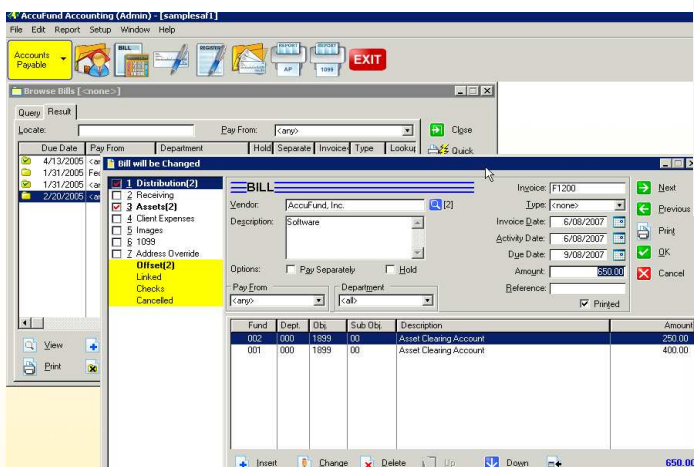 AccuFund Accounting (Admin) - [samplesaf1]
File Edit Report Setup Window Help
Accounts Payable
BILL
REGISTER
REPORT
AP
REPORT
1099
EXIT
Browse Bills [<none>]
Query Result
Locate: Pay From: <any> Close
Due Date Pay From Department Hold Separate Invoice Type Lookup Quick
4/13/2005 <ar
1/31/2005 Fed
1/31/2005 <ar
2/20/2005 <ar
View
Print
Bill will be Changed
1 Distribution(2)
2 Receiving
3 Assets(2)
4 Client Expenses
5 Images
6 1099
7 Address Override
Offset(2)
Linked
Checks
Cancelled
BILL
Vendor: AccuFund, Inc. [2]
Description: Software
Options: Pay Separately Hold
Pay From Department
<any> <all>
Invoice: F1200
Type: <none>
Invoice Date: 6/08/2007
Activity Date: 6/08/2007
Due Date: 9/08/2007
Amount: 650.00
Reference:
Printed
Next
Previous
Print
OK
Cancel
Fund Dept. Obj. Sub Obj. Description Amount
002 000 1899 00 Asset Clearing Account 250.00
001 000 1899 00 Asset Clearing Account 400.00
Insert Change Delete Up Down 650.00